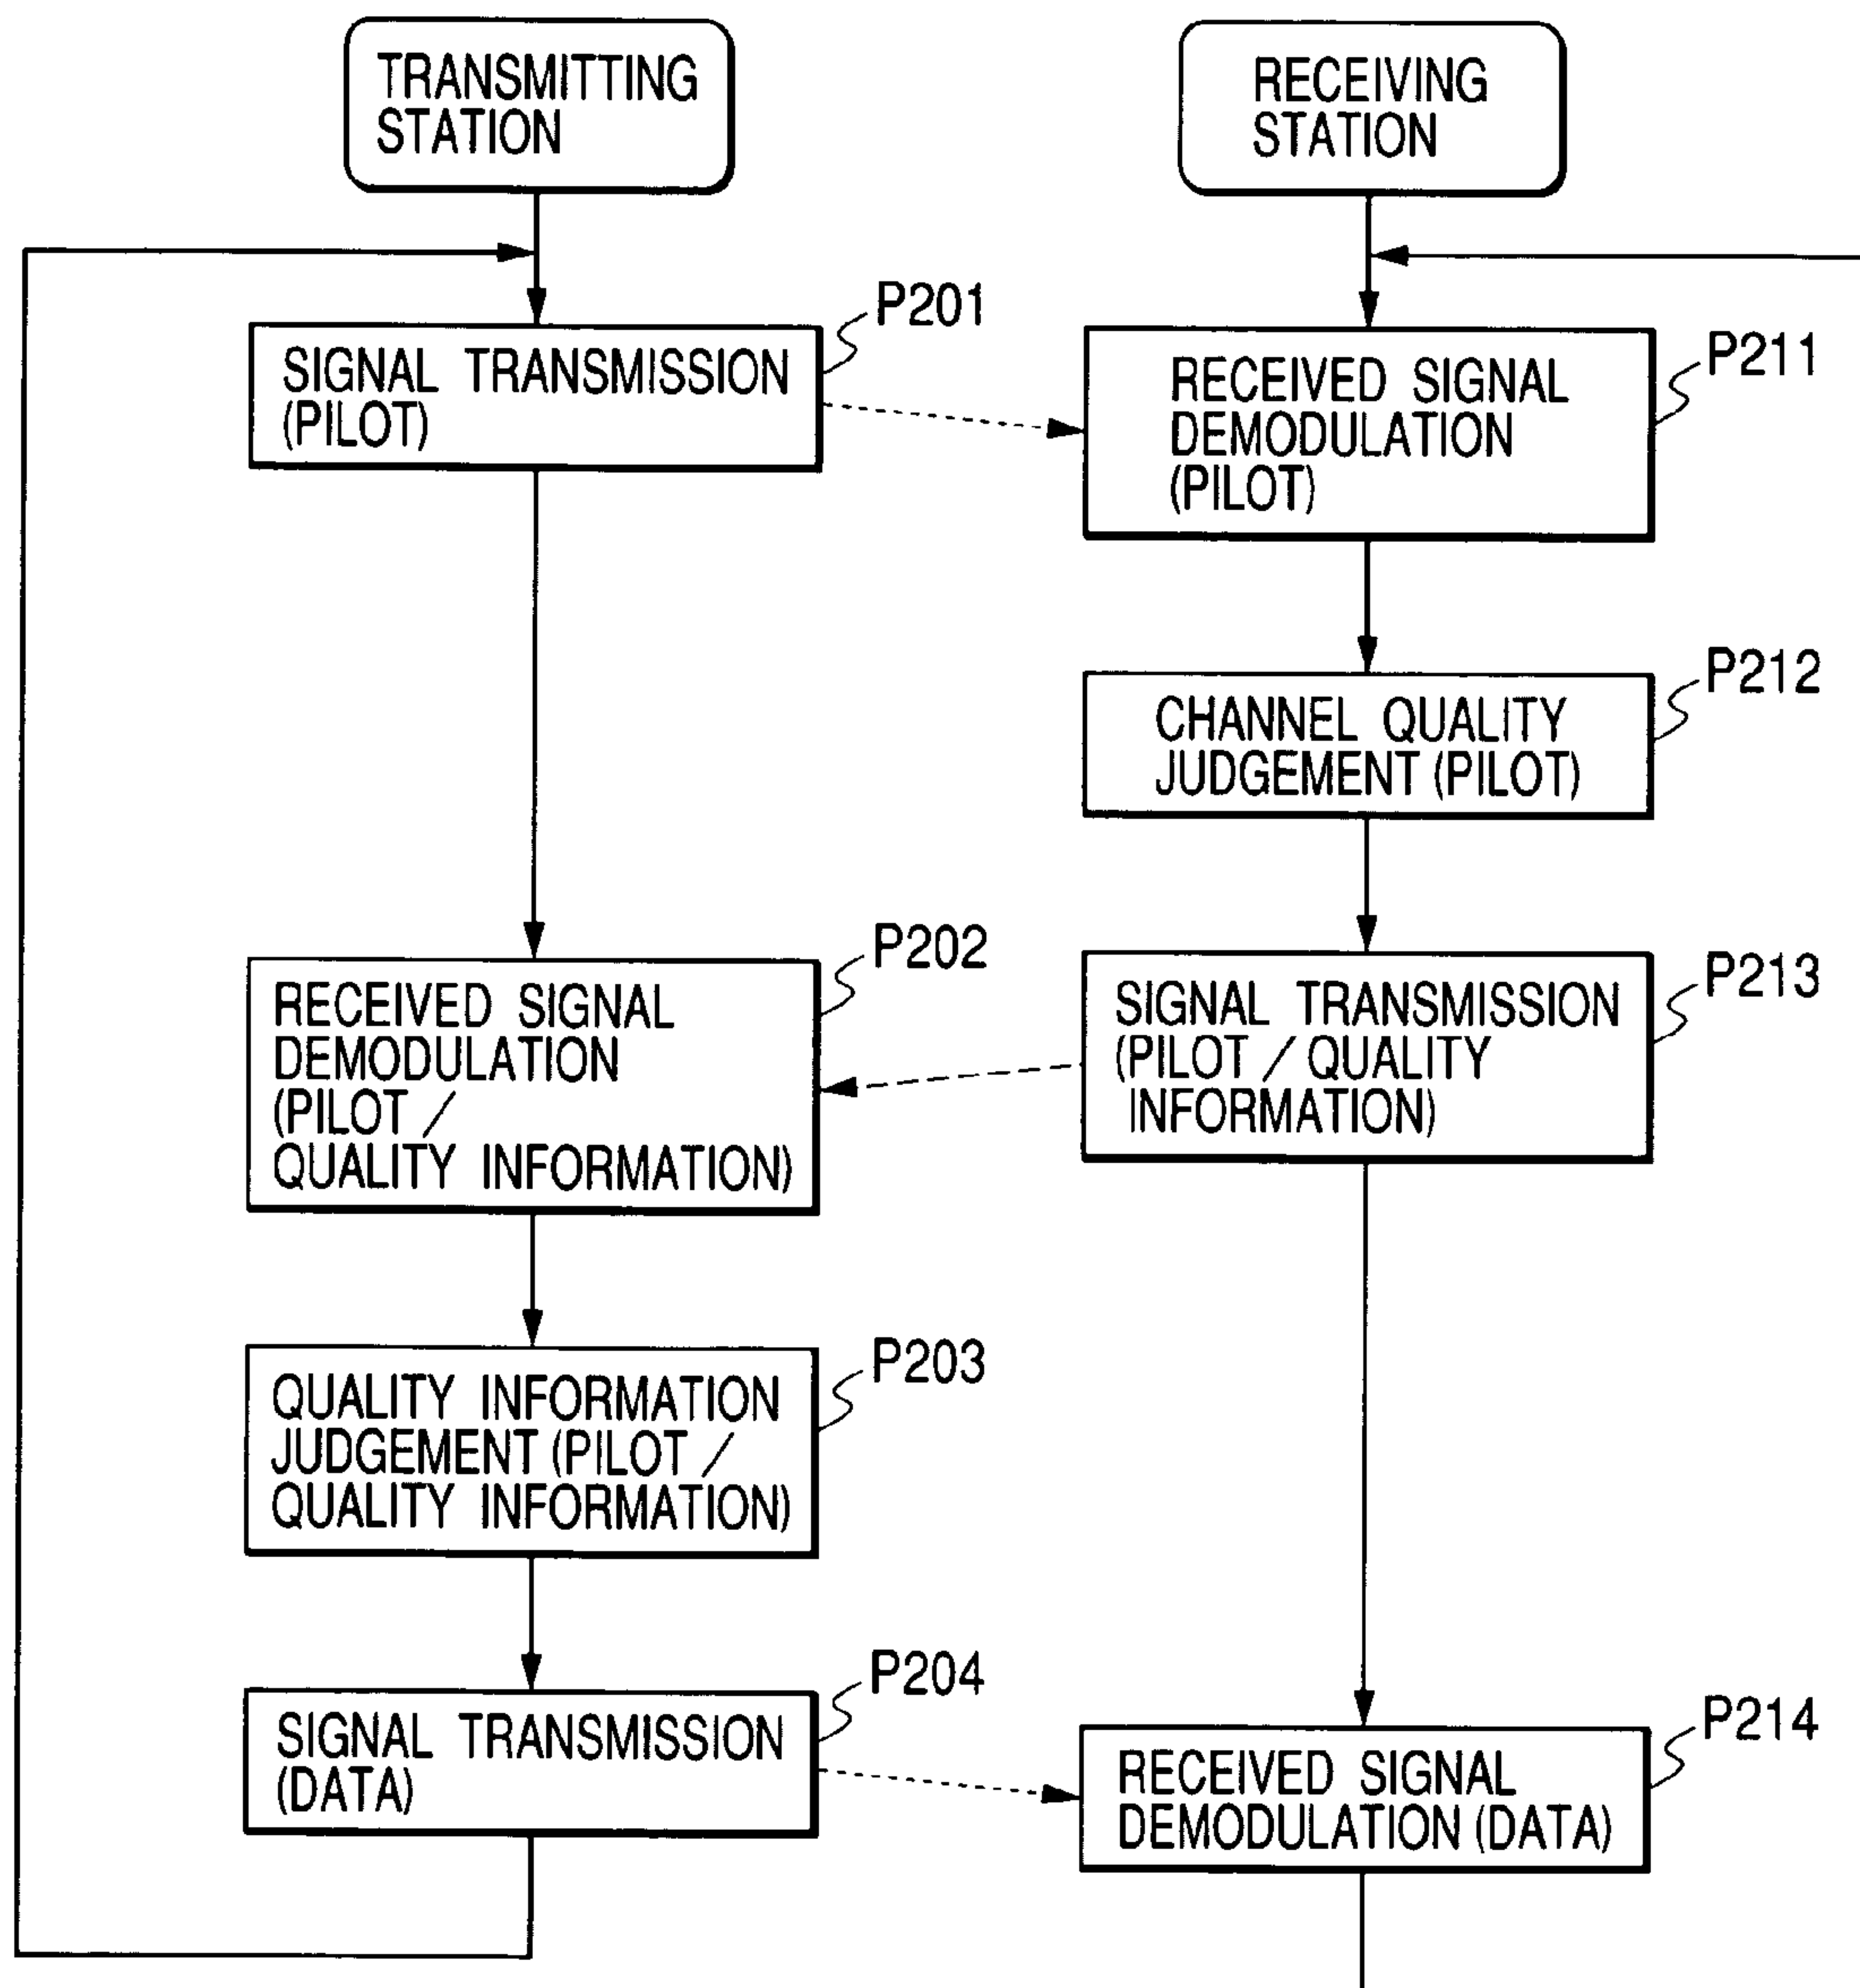 TRANSMITTING
STATION
RECEIVING
STATION
P201
SIGNAL TRANSMISSION
(PILOT)
P211
RECEIVED SIGNAL
DEMODULATION
(PILOT)
P212
CHANNEL QUALITY
JUDGEMENT (PILOT)
P202
RECEIVED SIGNAL
DEMODULATION
(PILOT /
QUALITY INFORMATION)
P213
SIGNAL TRANSMISSION
(PILOT / QUALITY
INFORMATION)
P203
QUALITY INFORMATION
JUDGEMENT (PILOT /
QUALITY INFORMATION)
P204
SIGNAL TRANSMISSION
(DATA)
P214
RECEIVED SIGNAL
DEMODULATION (DATA)